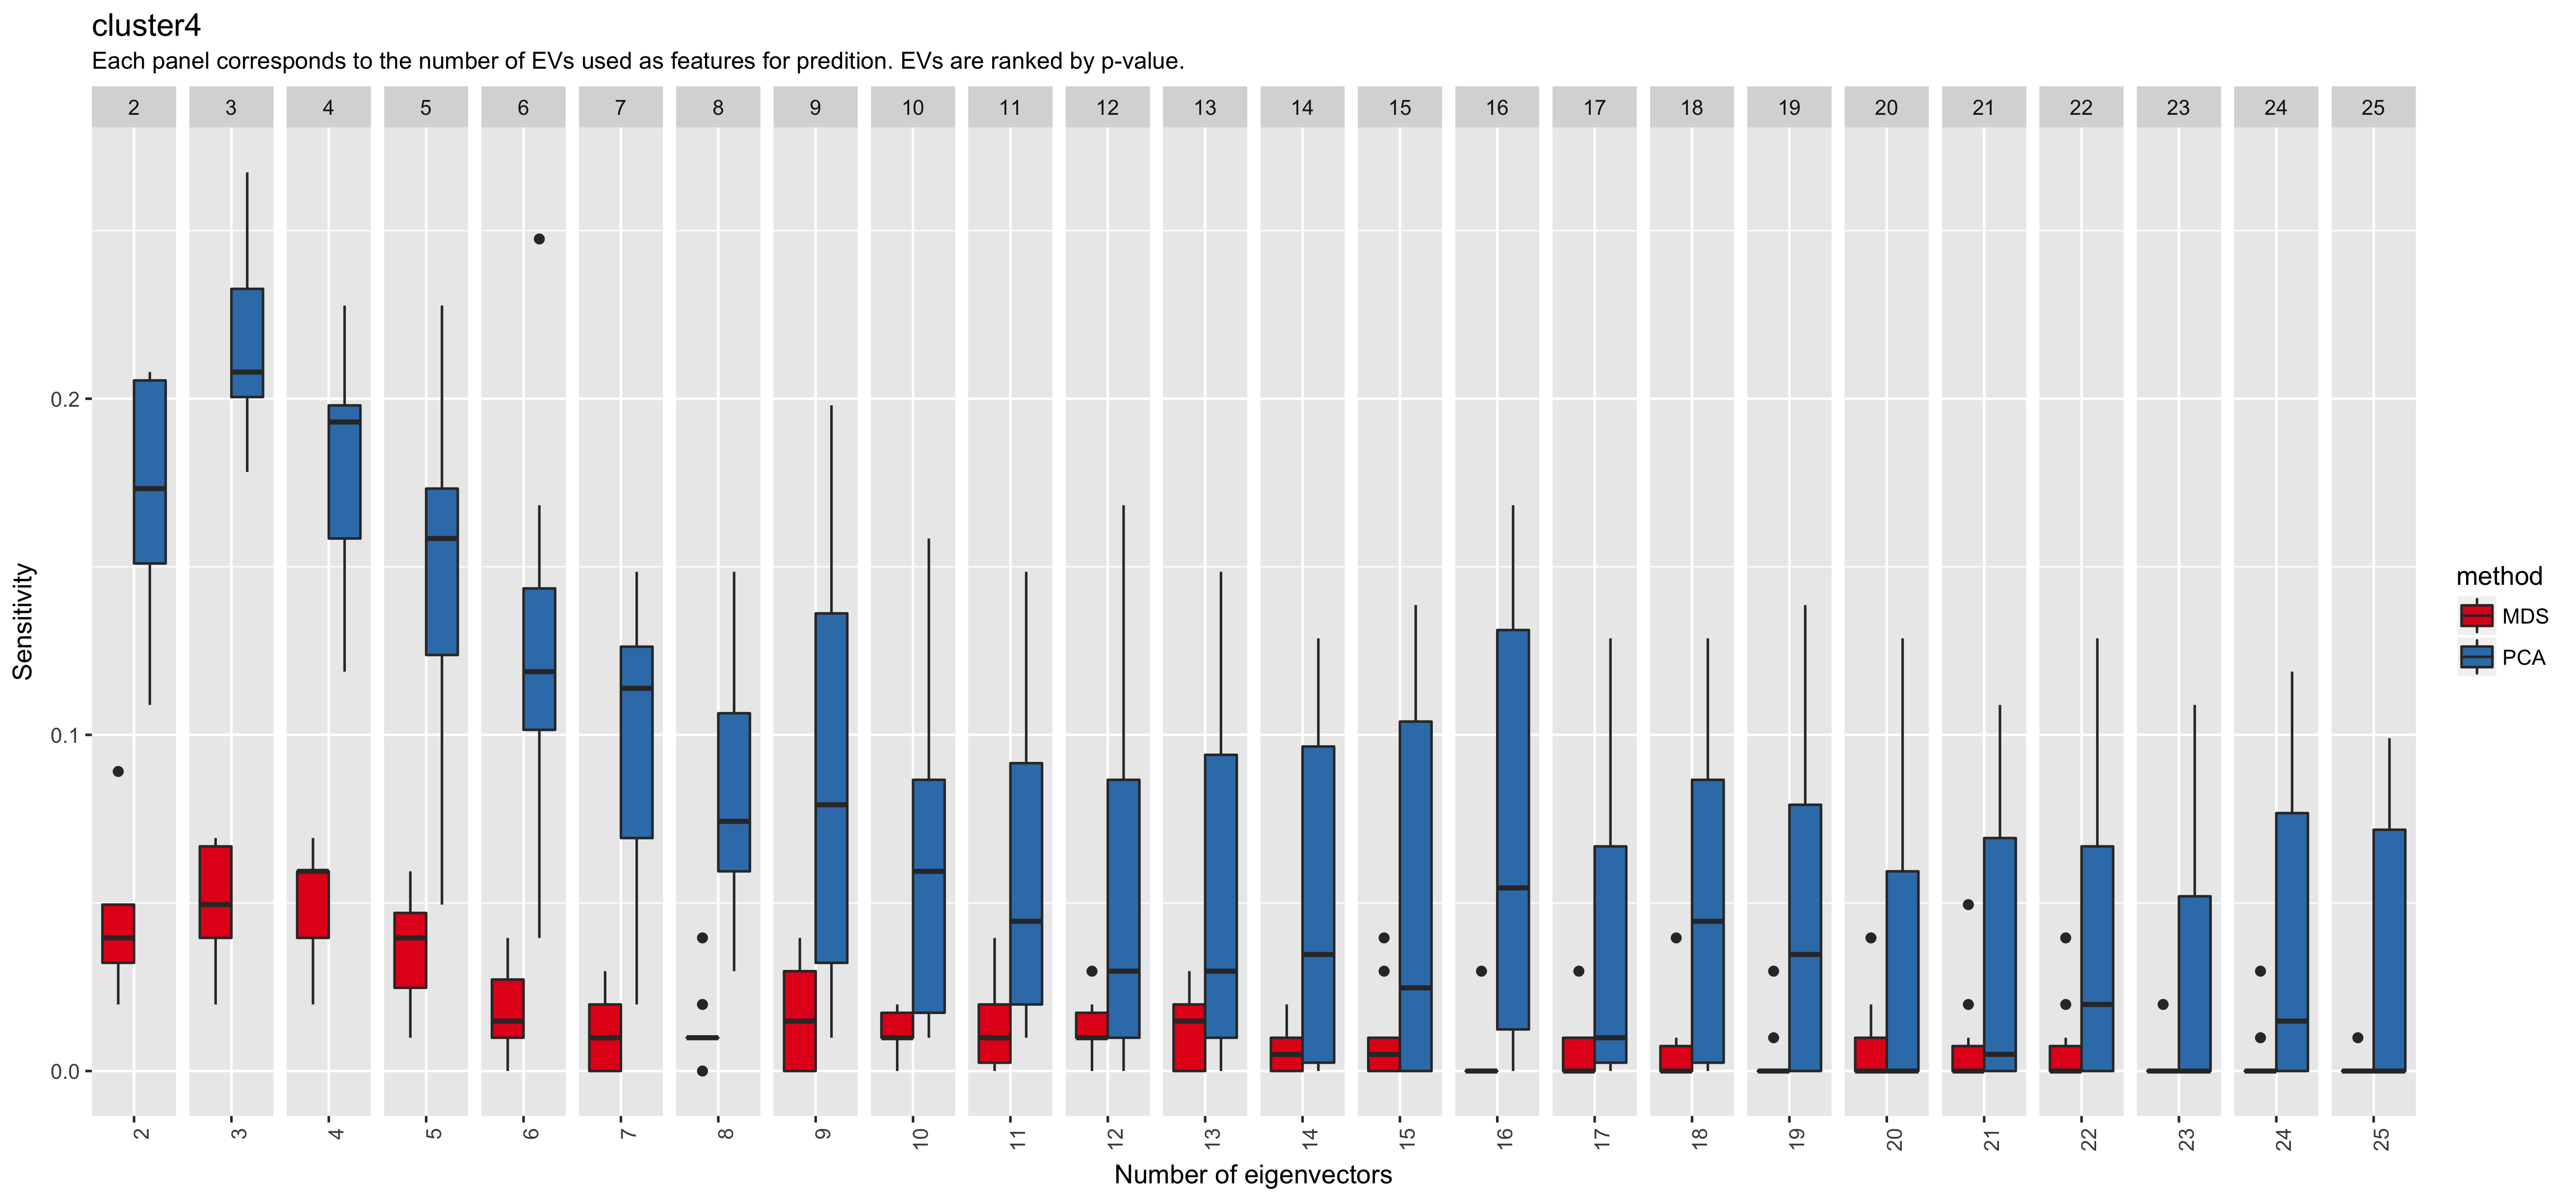 cluster4
Each panel corresponds to the number of EVs used as features for predition. EVs are ranked by p-value.
2 3 4 5 6 7 8 9 10 11 12 13 14 15 16 17 18 19 20 21 22 23 24 25
0.2
0.1
0.0
Sensitivity
2 3 4 5 6 7 8 9 10 11 12 13 14 15 16 17 18 19 20 21 22 23 24 25
Number of eigenvectors
method
MDS
PCA